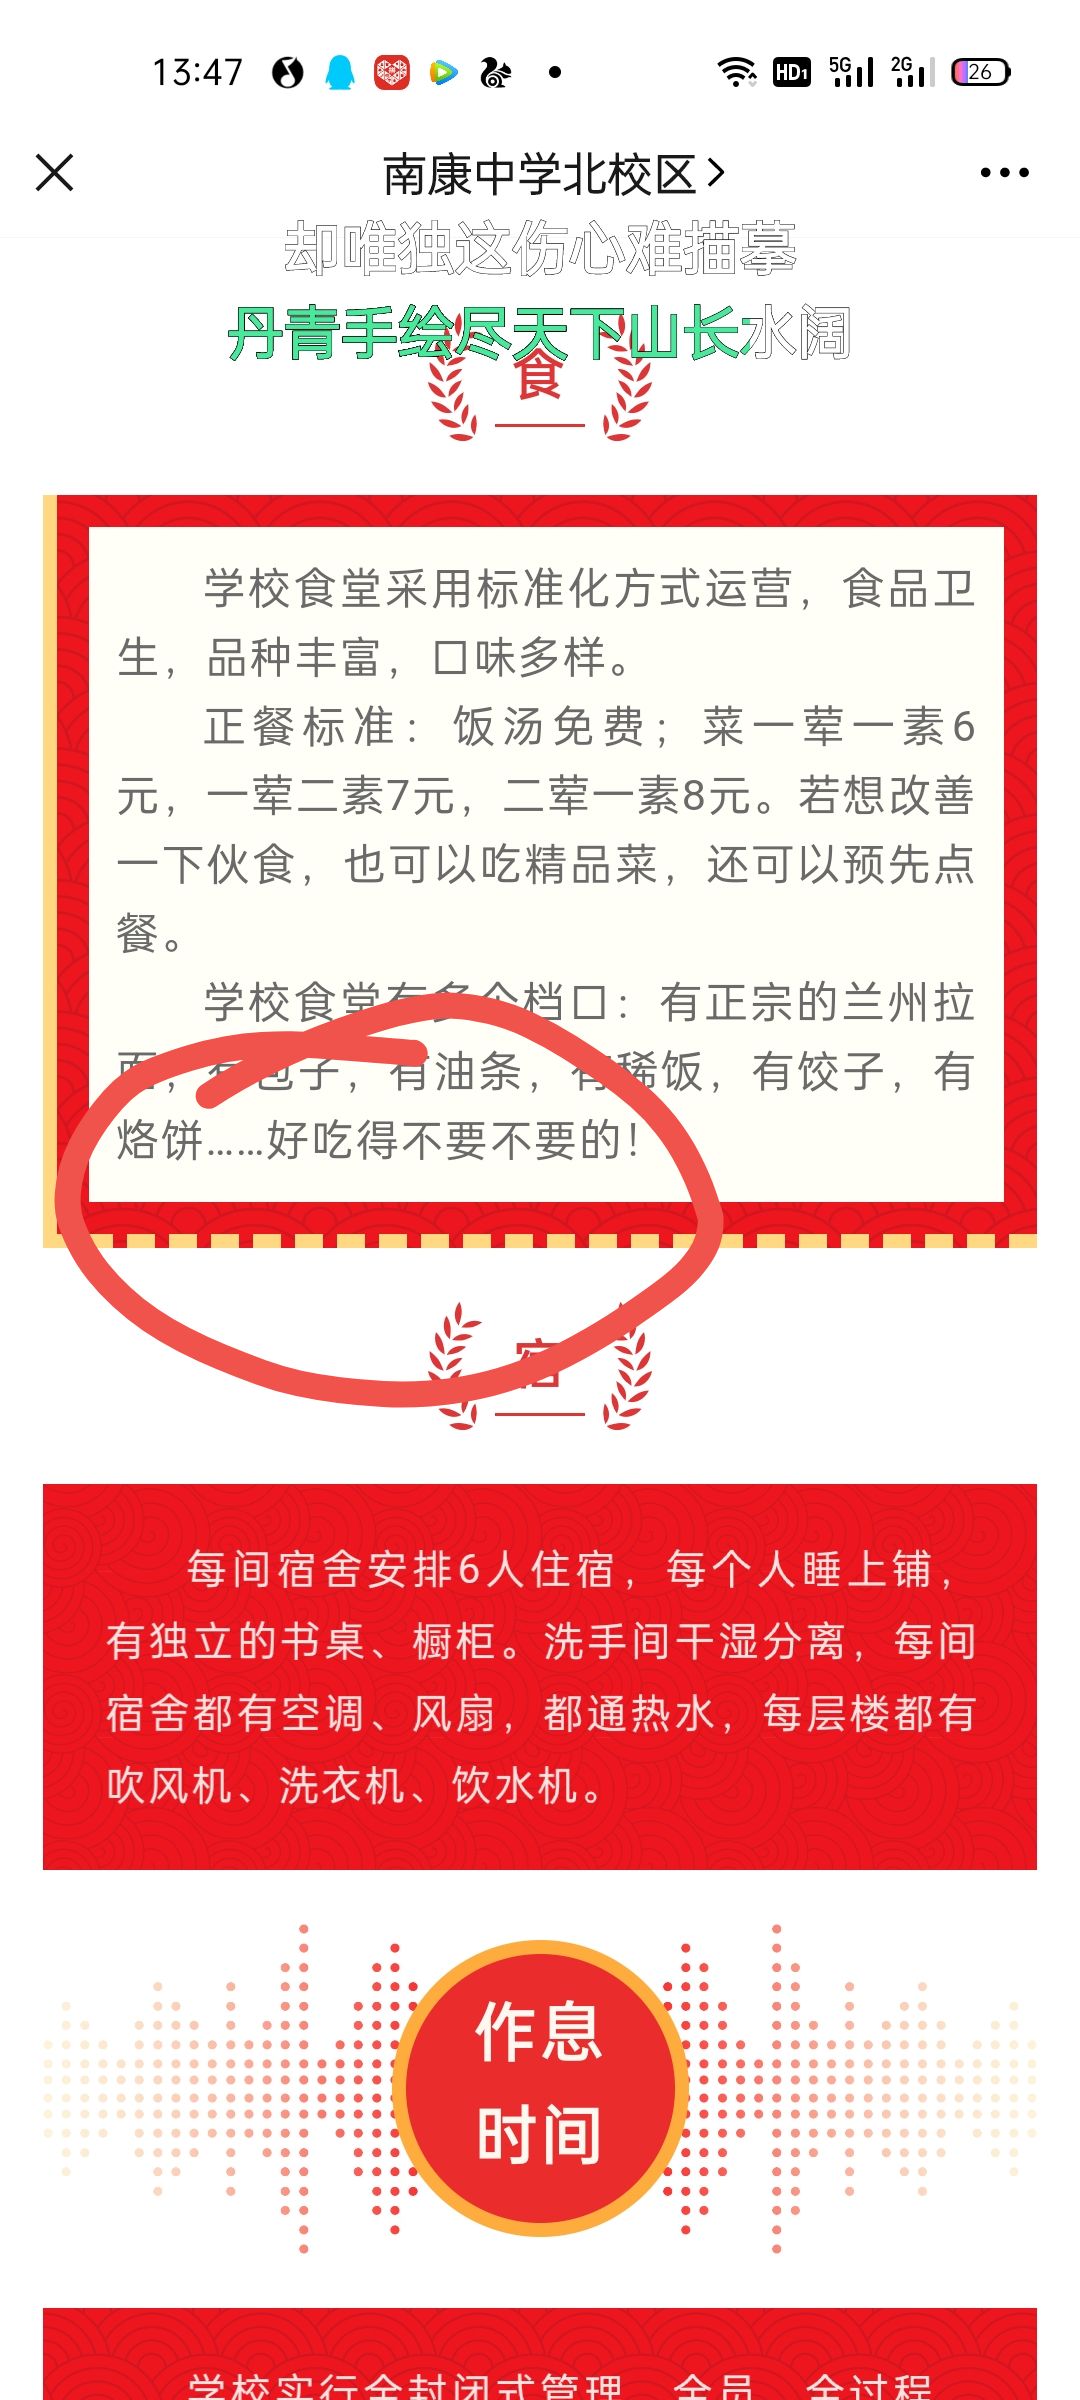 13:47
HD1 5G 2G 26
南康中学北校区
却唯独这伤心难描摹
丹青手绘尽天下山长水阔
食
学校食堂采用标准化方式运营，食品卫
生，品种丰富，口味多样。
正餐标准：饭汤免费；菜一荤一素6
元，一荤二素7元，二荤一素8元。若想改善
一下伙食，也可以吃精品菜，还可以预先点
餐。
学校食堂有多个档口：有正宗的兰州拉
面，有包子，有油条，有稀饭，有饺子，有
烙饼……好吃得不要不要的！
宿
每间宿舍安排6人住宿，每个人睡上铺，
有独立的书桌、橱柜。洗手间干湿分离，每间
宿舍都有空调、风扇，都通热水，每层楼都有
吹风机、洗衣机、饮水机。
作息
时间
学校实行全封闭式管理，全员、全过程